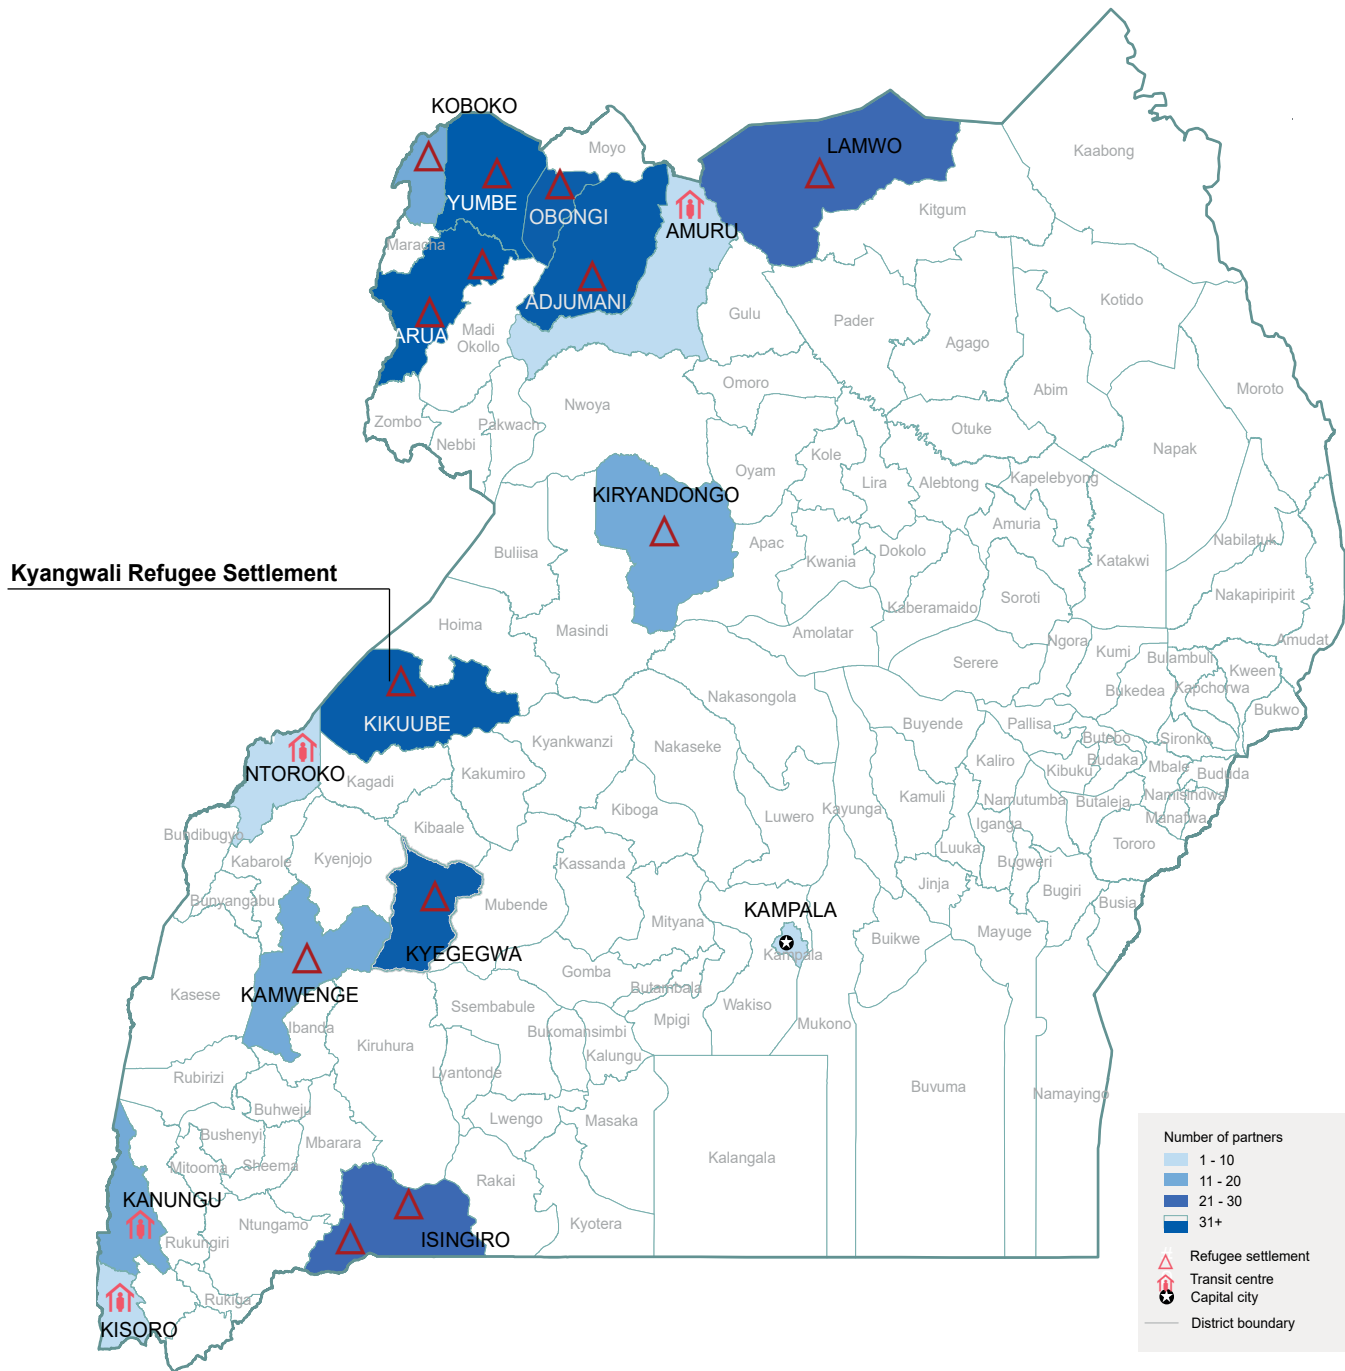 KOBOKO
Moyo
LAMWO
Kaabong
YUMBE
OBONGI
AMURU
Kitgum
Maracha
ADJUMANI
Gulu
Pader
Kotido
ARUA
Madi
Okollo
Agago
Omoro
Abim
Moroto
Zombo
Nebbi
Pakwach
Nwoya
Otuke
Napak
Oyam
Kole
Lira
Alebtong
Kapelebyong
KIRYANDONGO
Amuria
Buliisa
Apac
Kwania
Dokolo
Katakwi
Nabilatuk
Kyangwali Refugee Settlement
Kaberamaido
Soroti
Nakapiripirit
Hoima
Masindi
Amolatar
Serere
Ngora
Kumi
Amudat
Bulambuli
Kween
Bukedea
Kapchorwa
Bukwo
KIKUUBE
Nakasongola
Buyende
Pallisa
Butebo
Sironko
NTOROKO
Kyankwanzi
Nakaseke
Kaliro
Kibuku
Budaka
Mbale
Bududa
Kagadi
Kakumiro
Kiboga
Luwero
Kayunga
Kamuli
Namutumba
Butaleja
Namisindwa
Manafwa
Bundibugyo
Kibaale
Iganga
Kabarole
Kyenjojo
Kassanda
Luuka
Bugweri
Tororo
Bunyangabu
Mubende
Jinja
Bugiri
Busia
KAMPALA
Mityana
Kampala
Buikwe
Mayuge
KYEGEGWA
Gomba
Kasese
KAMWENGE
Butambala
Wakiso
Ssembabule
Mpigi
Mukono
Ibanda
Kiruhura
Bukomansimbi
Kalungu
Rubirizi
Lyantonde
Buvuma
Namayingo
Buhweju
Bushenyi
Mbarara
Lwengo
Masaka
Mitooma
Sheema
Kalangala
KANUNGU
Rakai
Ntungamo
Kyotera
Rukungiri
ISINGIRO
Rukiga
KISORO
Number of partners
1 - 10
11 - 20
21 - 30
31+
Refugee settlement
Transit centre
Capital city
District boundary